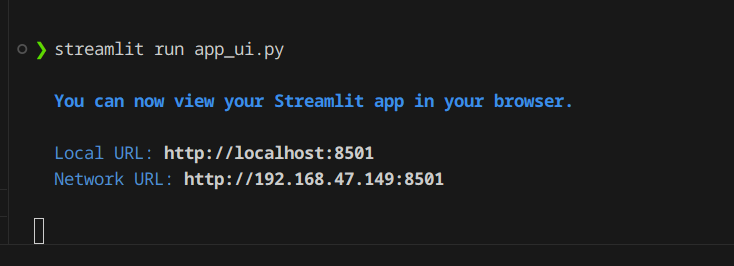 ❯ streamlit run app_ui.py
You can now view your Streamlit app in your browser.
Local URL: http://localhost:8501
Network URL: http://192.168.47.149:8501